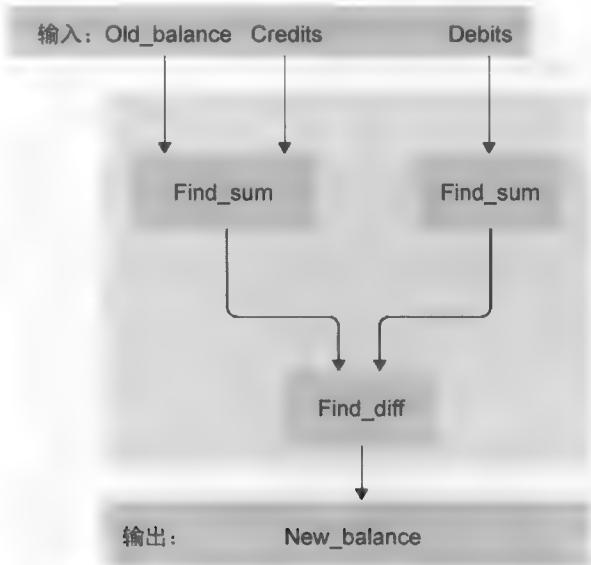 输入：Old_balance Credits Debits
Find_sum Find_sum
Find_diff
输出： New_balance